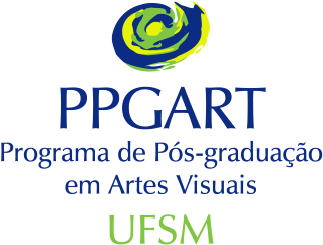 PPGART
Programa de Pós-graduação
em Artes Visuais
UFSM